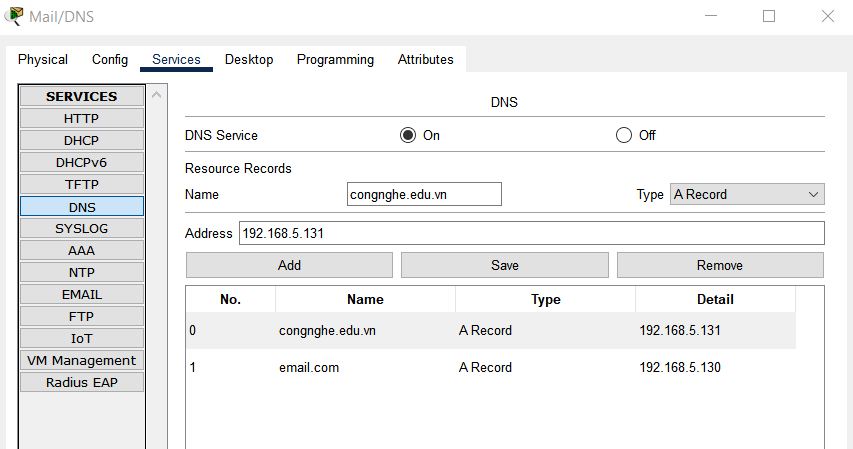 Mail/DNS
Physical Config Services Desktop Programming Attributes
SERVICES
HTTP
DHCP
DHCPv6
TFTP
DNS
SYSLOG
AAA
NTP
EMAIL
FTP
IoT
VM Management
Radius EAP
DNS
DNS Service On Off
Resource Records
Name congnghe.edu.vn Type A Record
Address 192.168.5.131
Add Save Remove
No. Name Type Detail
0 congnghe.edu.vn A Record 192.168.5.131
1 email.com A Record 192.168.5.130